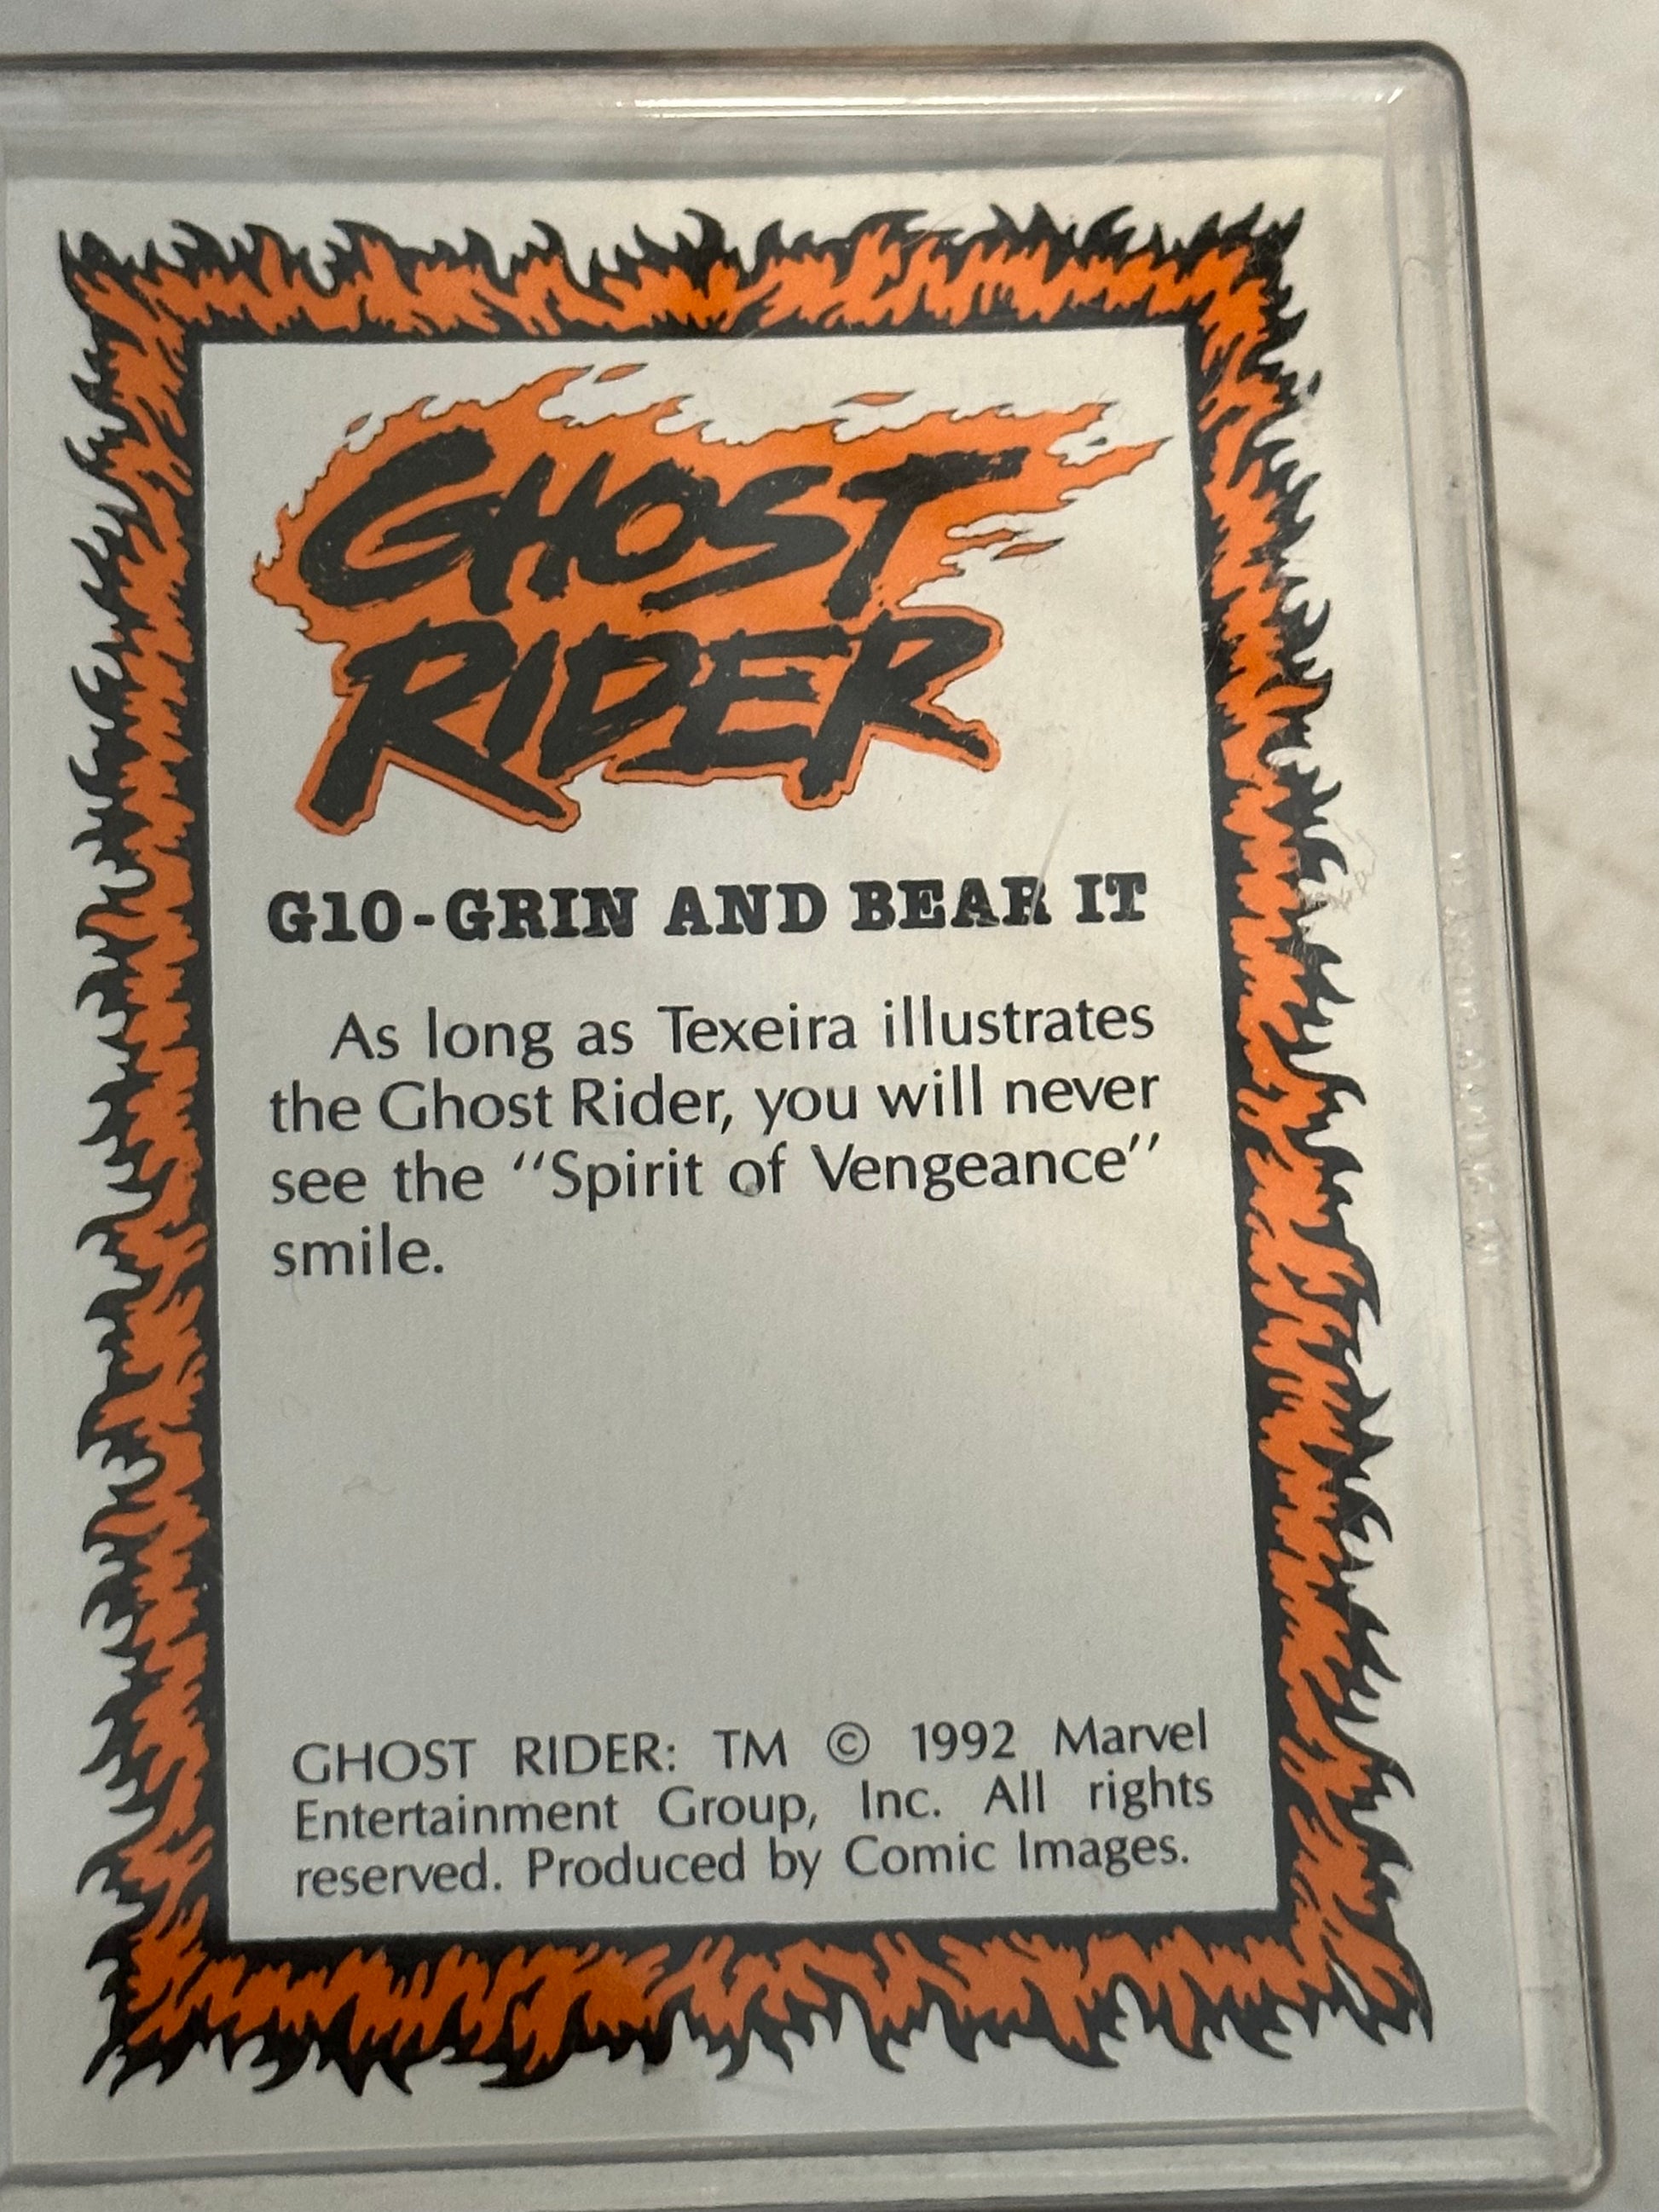 GHOST
RIDER
G10-GRIN AND BEAR IT
As long as Texeira illustrates
the Ghost Rider, you will never
see the "Spirit of Vengeance"
smile.
GHOST RIDER: TM © 1992 Marvel
Entertainment Group, Inc. All rights
reserved. Produced by Comic Images.